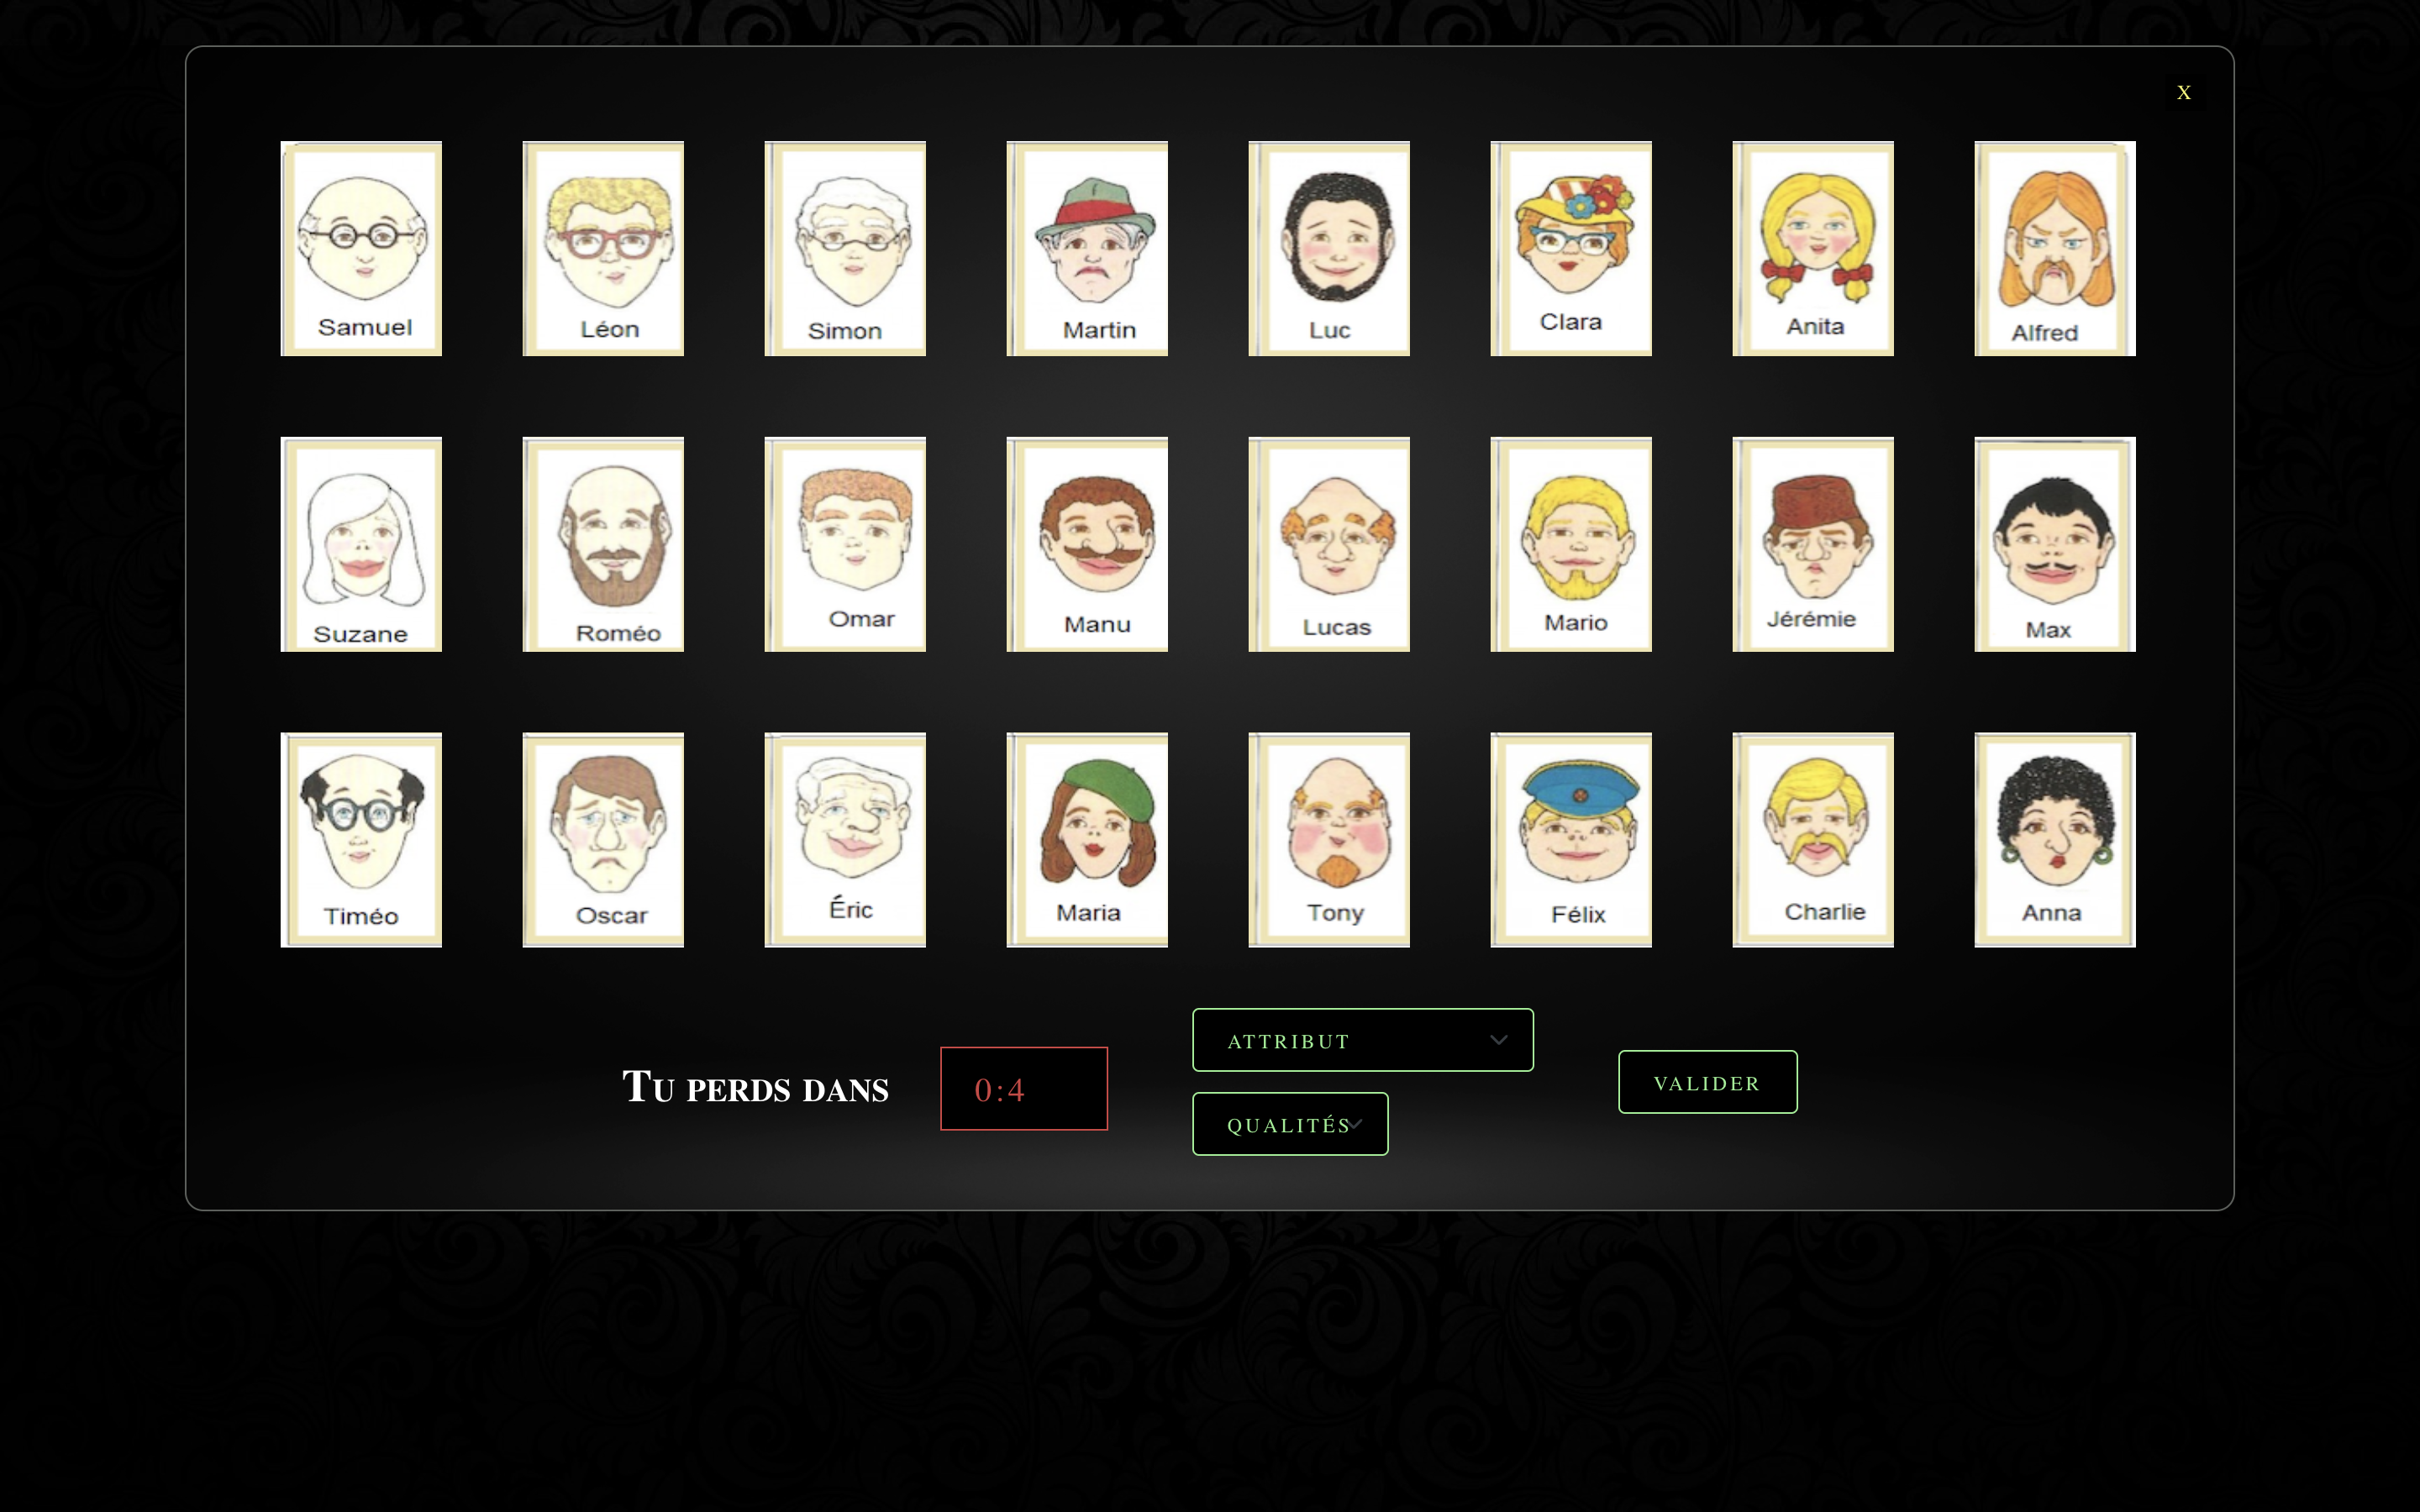 X
Samuel
Léon
Simon
Martin
Luc
Clara
Anita
Alfred
Suzane
Roméo
Omar
Manu
Lucas
Mario
Jérémie
Max
Timéo
Oscar
Éric
Maria
Tony
Félix
Charlie
Anna
Tu perds dans
0:4
ATTRIBUT
QUALITÉS
VALIDER